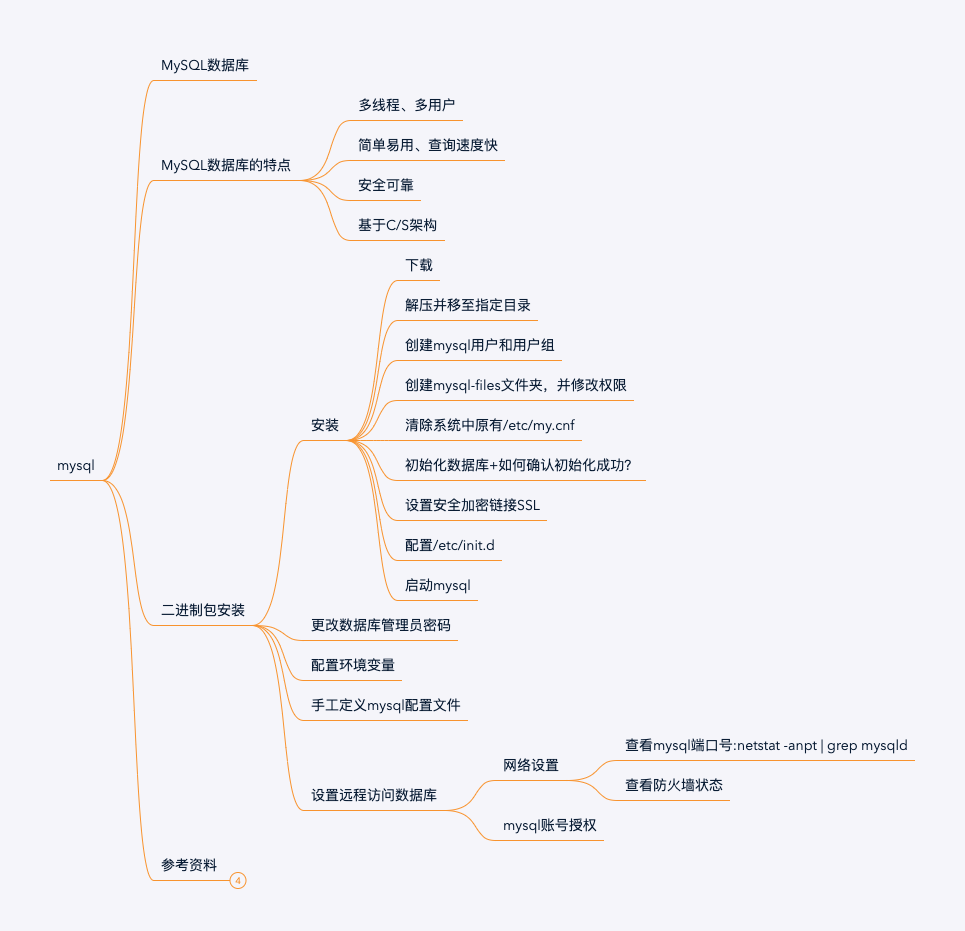 MySQL数据库
多线程、多用户
简单易用、查询速度快
MySQL数据库的特点
安全可靠
基于C/S架构
下载
解压并移至指定目录
创建mysql用户和用户组
创建mysql-files文件夹，并修改权限
安装
清除系统中原有/etc/my.cnf
mysql
初始化数据库+如何确认初始化成功？
设置安全加密链接SSL
配置/etc/init.d
启动mysql
二进制包安装
更改数据库管理员密码
配置环境变量
手工定义mysql配置文件
查看mysql端口号:netstat -anpt | grep mysqld
网络设置
查看防火墙状态
设置远程访问数据库
mysql账号授权
参考资料
4